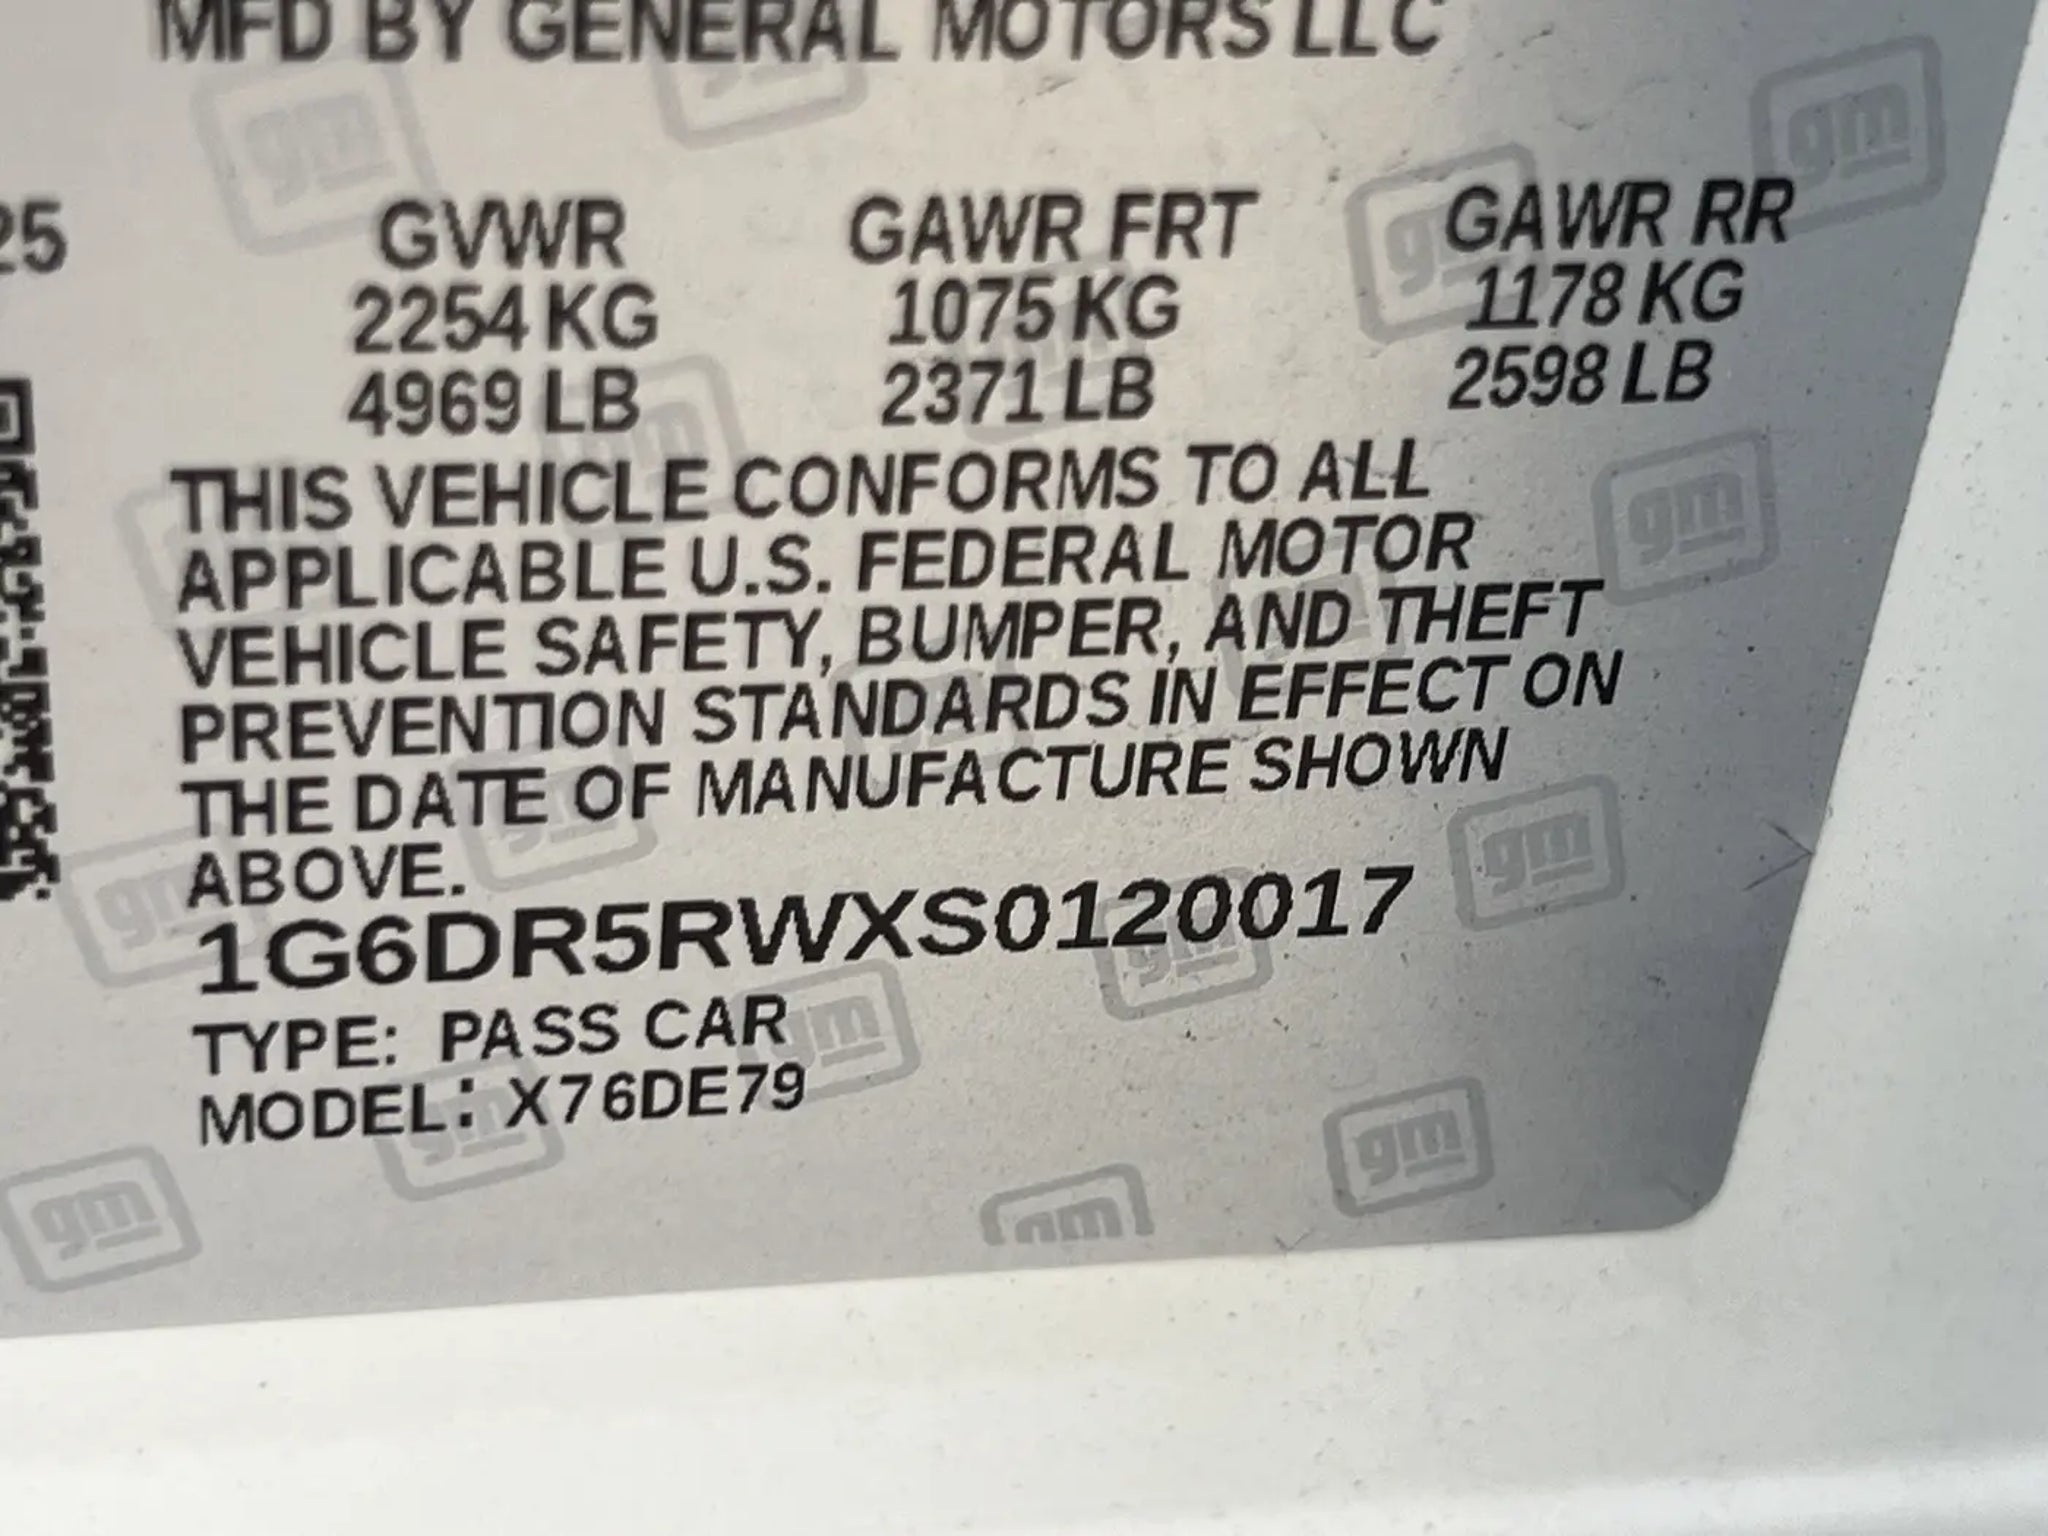 MFD BY GENERAL MOTORS LLC
25 GVWR GAWR FRT GAWR RR
2254 KG 1075 KG 1178 KG
4969 LB 2371 LB 2598 LB
THIS VEHICLE CONFORMS TO ALL
APPLICABLE U.S. FEDERAL MOTOR
VEHICLE SAFETY, BUMPER, AND THEFT
PREVENTION STANDARDS IN EFFECT ON
THE DATE OF MANUFACTURE SHOWN
ABOVE.
1G6DR5RWXS0120017
TYPE: PASS CAR
MODEL: X76DE79
gm